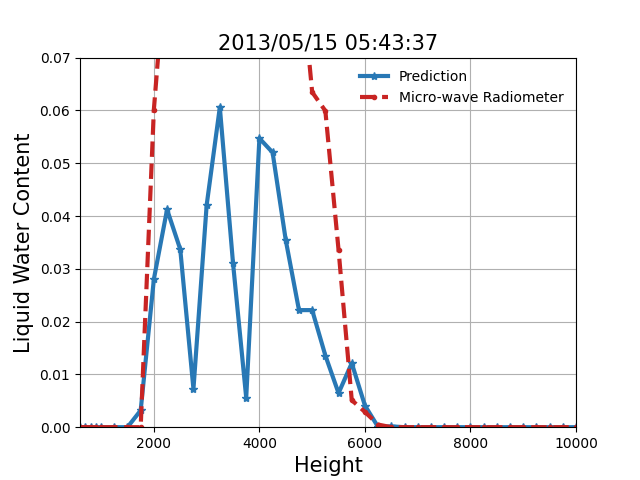 2013/05/15 05:43:37
0.07
0.06
0.05
0.04
0.03
0.02
0.01
0.00
Liquid Water Content
Prediction
Micro-wave Radiometer
2000 4000 6000 8000 10000
Height